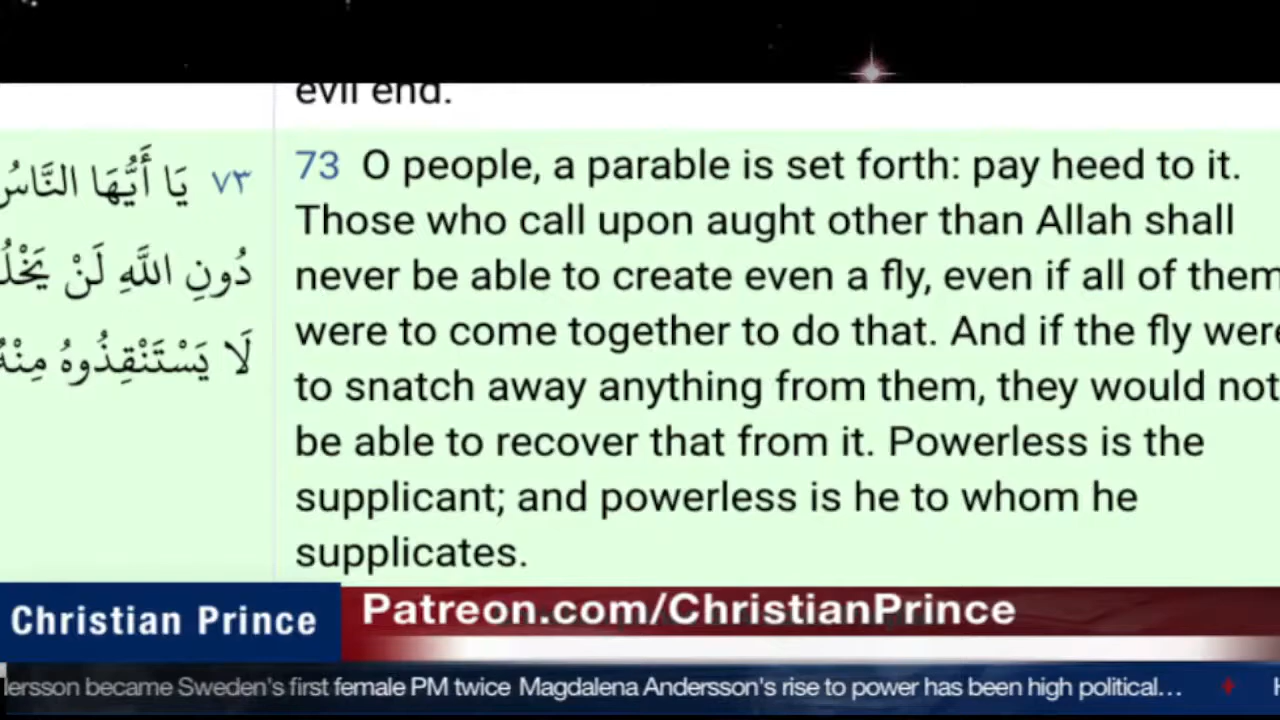 evil end.
73 O people, a parable is set forth: pay heed to it.
Those who call upon aught other than Allah shall
never be able to create even a fly, even if all of them
were to come together to do that. And if the fly were
to snatch away anything from them, they would not
be able to recover that from it. Powerless is the
supplicant; and powerless is he to whom he
supplicates.
٧٣ يَا أَيُّهَا النَّاسُ
دُونِ اللَّهِ لَنْ يَخْلُ
لَا يَسْتَنْقِذُوهُ مِنْهُ
Christian Prince
Patreon.com/ChristianPrince
lersson became Sweden's first female PM twice Magdalena Andersson's rise to power has been high political... H